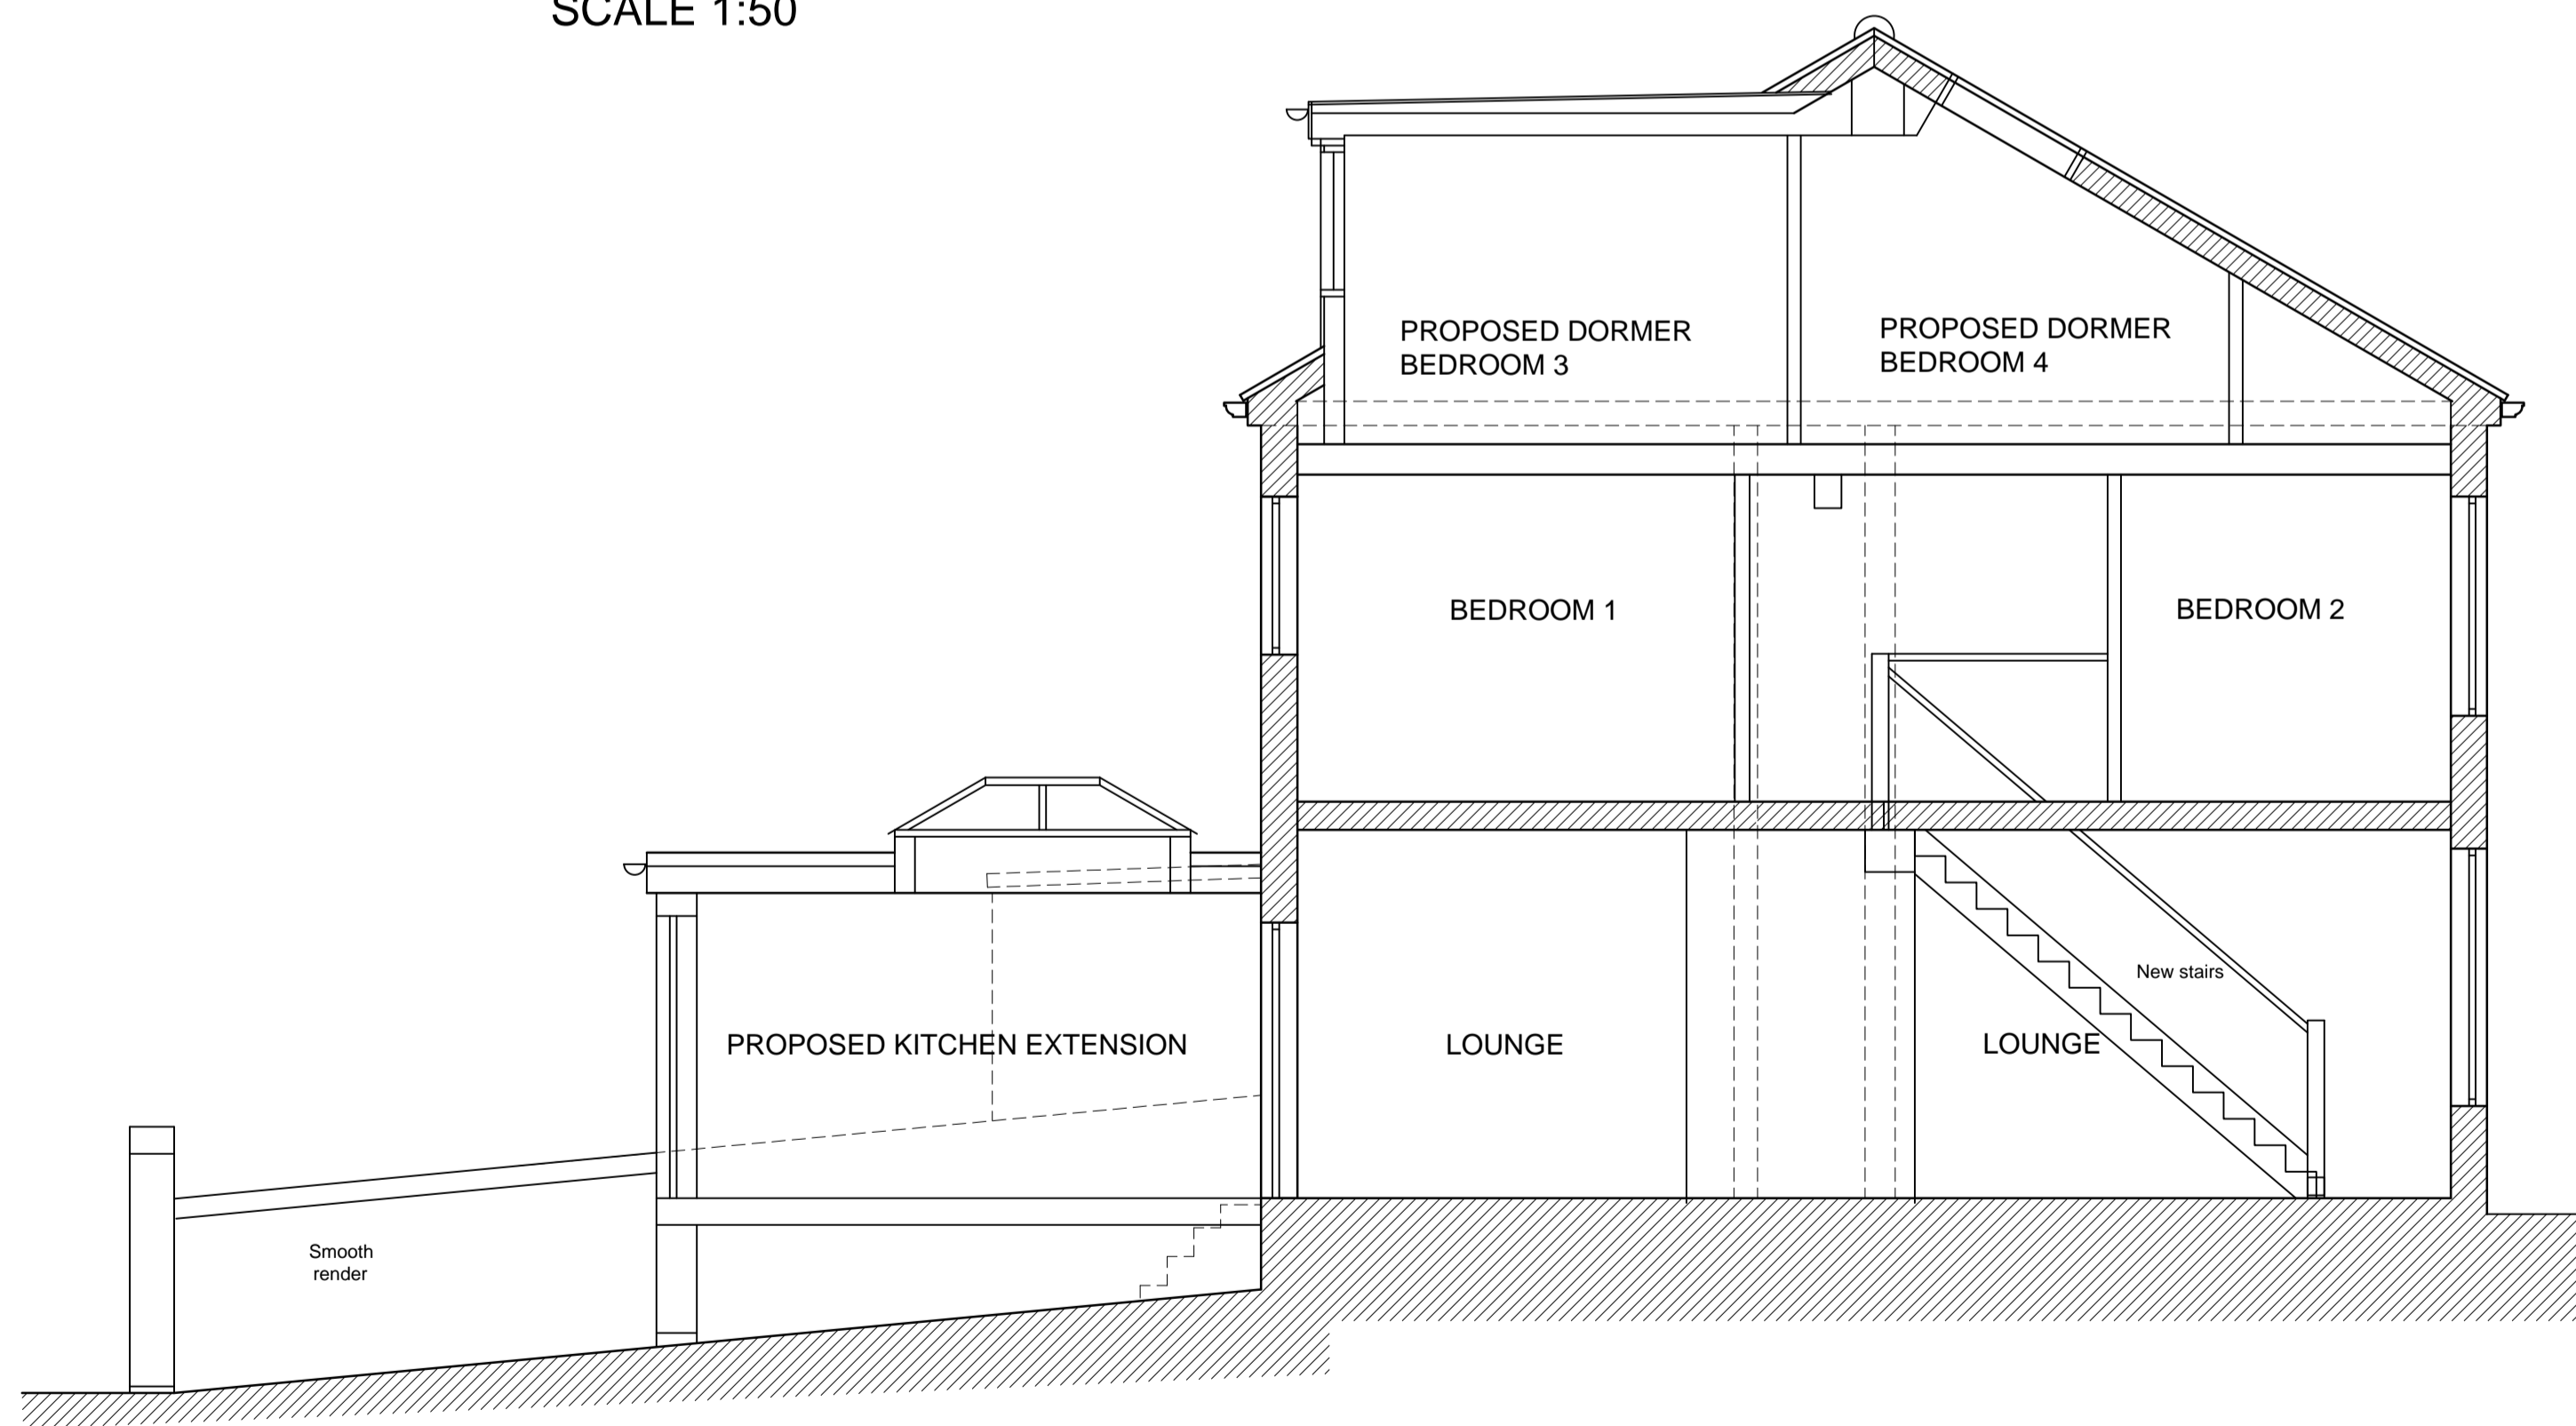 SCALE 1:50
PROPOSED DORMER
BEDROOM 3
PROPOSED DORMER
BEDROOM 4
BEDROOM 1
BEDROOM 2
New stairs
PROPOSED KITCHEN EXTENSION
LOUNGE
LOUNGE
Smooth
render